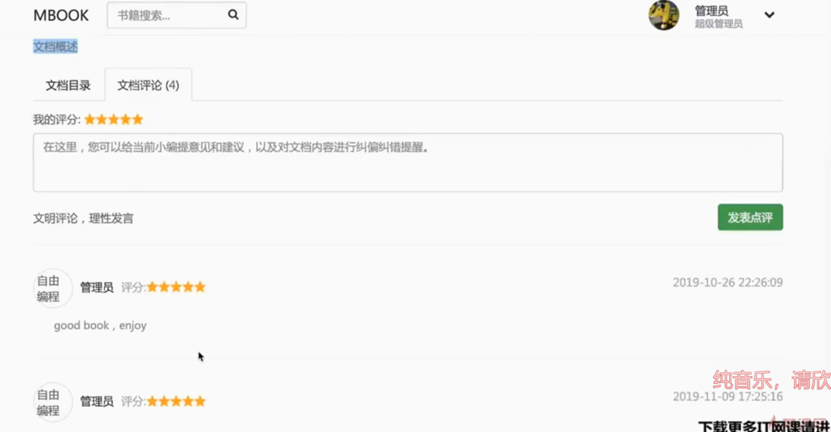 MBOOK
书籍搜索...
管理员
超级管理员
文档概述
文档目录
文档评论 (4)
我的评分:
在这里，您可以给当前小编提意见和建议，以及对文档内容进行纠偏纠错提醒。
文明评论，理性发言
发表点评
自由
编程
管理员 评分:
2019-10-26 22:26:09
good book , enjoy
自由
编程
管理员 评分:
2019-11-09 17:25:16
纯音乐，请欣
下载更多IT网课请进